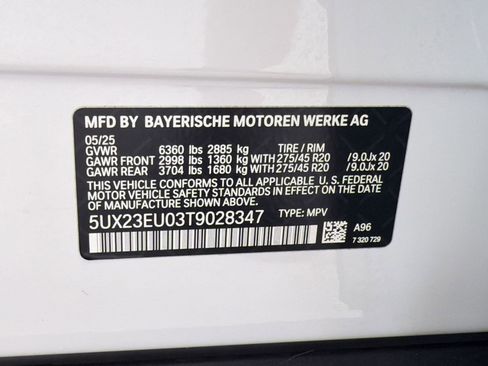 MFD BY BAYERISCHE MOTOREN WERKE AG
05/25
GVWR 6360 lbs 2885 kg TIRE / RIM
GAWR FRONT 2998 lbs 1360 kg WITH 275/45 R20 /9.0Jx 20
GAWR REAR 3704 lbs 1680 kg WITH 275/45 R20 /9.0Jx 20
THIS VEHICLE CONFORMS TO ALL APPLICABLE U. S. FEDERAL
MOTOR VEHICLE SAFETY STANDARDS IN EFFECT ON THE DATE
OF MANUFACTURE SHOWN ABOVE.
5UX23EU03T9028347 TYPE: MPV
A96
7 320 729